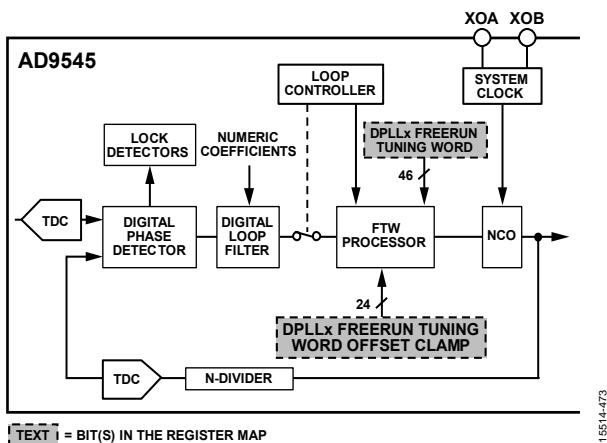 XOA XOB
AD9545
LOOP
CONTROLLER
SYSTEM
CLOCK
LOCK
DETECTORS
NUMERIC
COEFFICIENTS
DPLLx FREERUN
TUNING WORD
46
TDC
DIGITAL
PHASE
DETECTOR
DIGITAL
LOOP
FILTER
FTW
PROCESSOR
NCO
24
DPLLx FREERUN TUNING
WORD OFFSET CLAMP
TDC
N-DIVIDER
TEXT = BIT(S) IN THE REGISTER MAP
15514-473